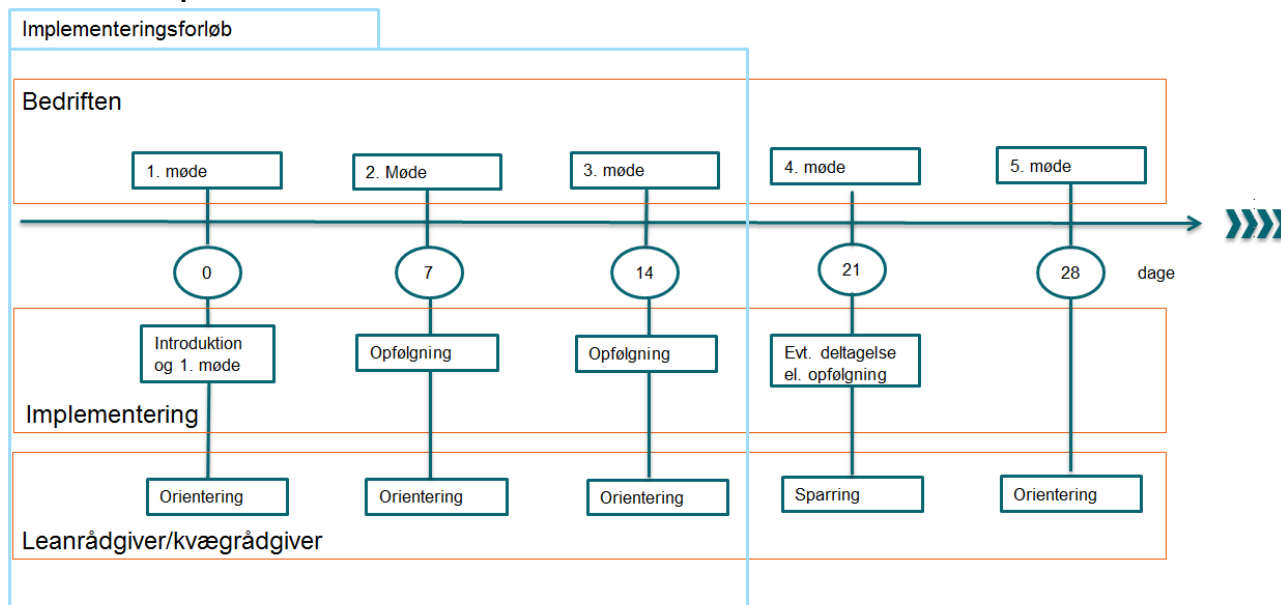 Implementeringsforløb
Bedriften
1. møde
2. Møde
3. møde
4. møde
5. møde
0
7
14
21
28
dage
Introduktion
og 1. møde
Opfølgning
Opfølgning
Evt. deltagelse
el. opfølgning
Implementering
Orientering
Orientering
Orientering
Sparring
Orientering
Leanrådgiver/kvægrådgiver